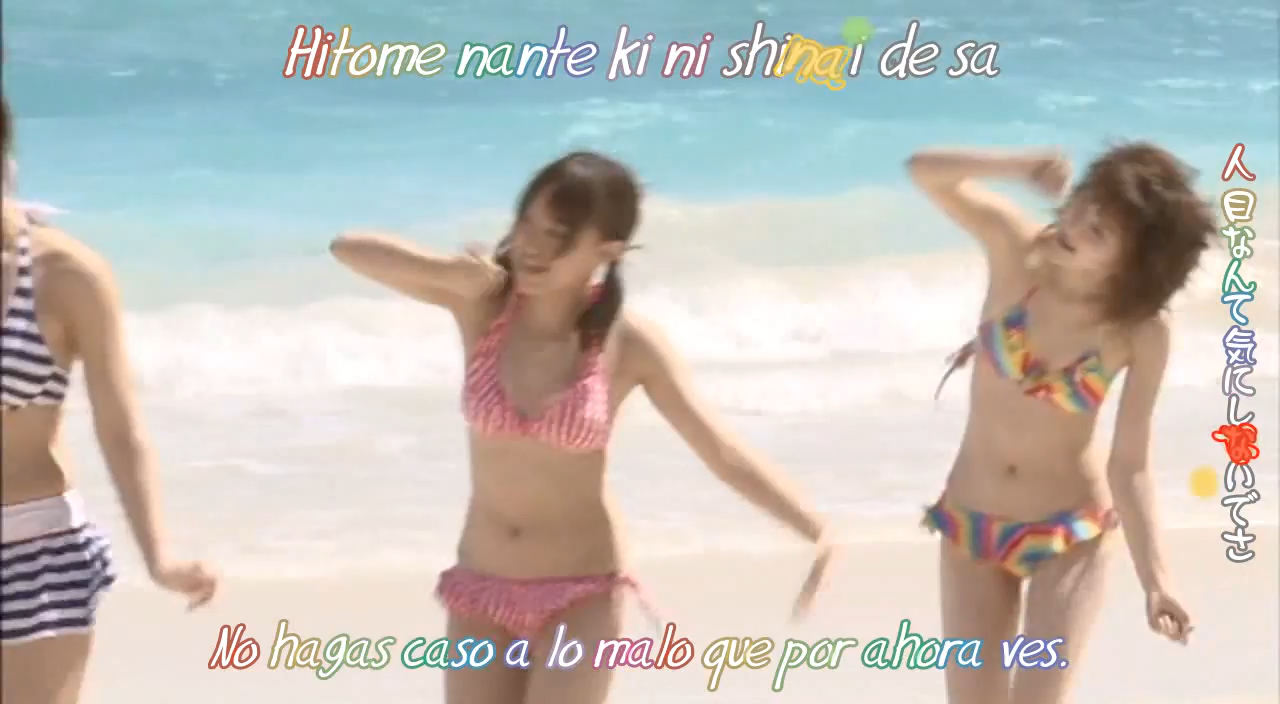 Hitome nante ki ni shinai de sa
人目なんて気にしないでさ
No hagas caso a lo malo que por ahora ves.